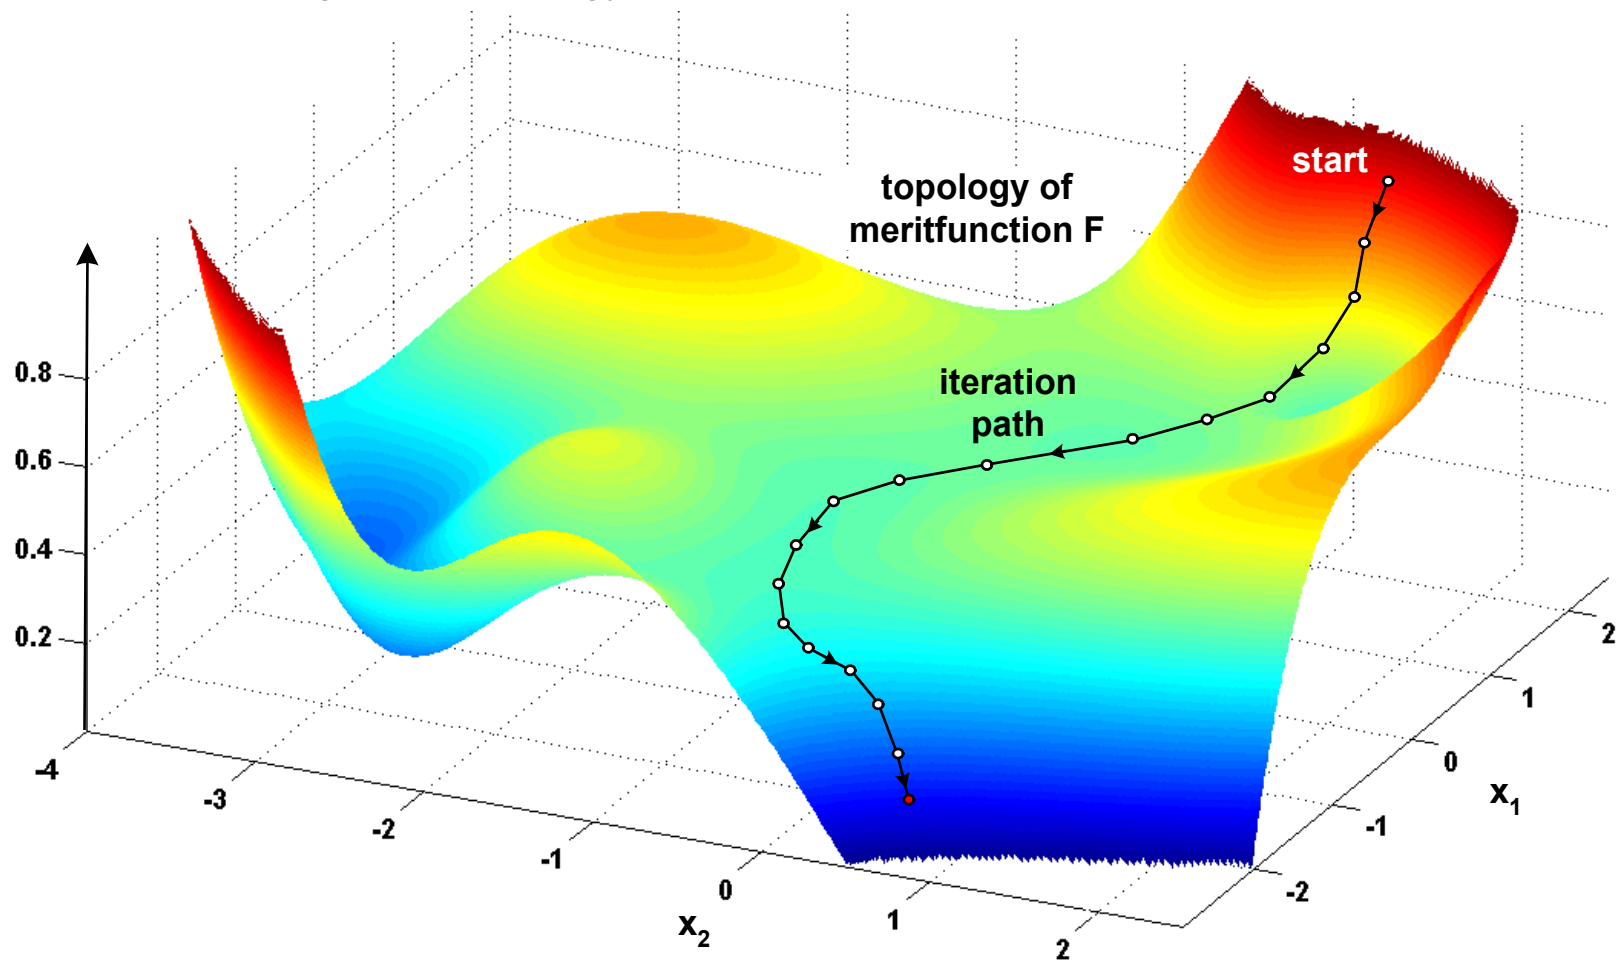 start
topology of
meritfunction F
iteration
path
0.8
0.6
0.4
0.2
-4
-3
-2
-1
0
1
2
x2
2
1
0
-1
-2
x1